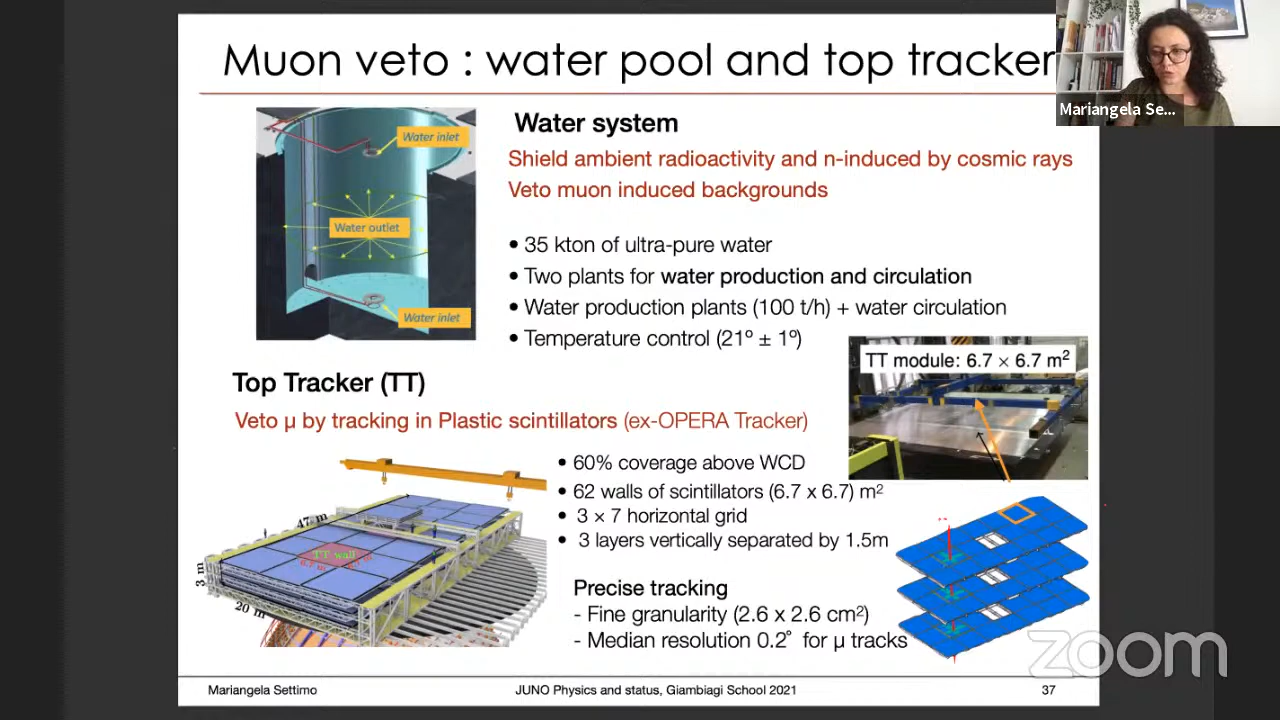 Muon veto : water pool and top tracker
Mariangela Se...
Water inlet
Water outlet
Water inlet
Water system
Shield ambient radioactivity and n-induced by cosmic rays
Veto muon induced backgrounds
• 35 kton of ultra-pure water
• Two plants for water production and circulation
• Water production plants (100 t/h) + water circulation
• Temperature control (21º ± 1º)
TT module: 6.7 × 6.7 m²
Top Tracker (TT)
Veto µ by tracking in Plastic scintillators (ex-OPERA Tracker)
• 60% coverage above WCD
• 62 walls of scintillators (6.7 x 6.7) m²
• 3 × 7 horizontal grid
• 3 layers vertically separated by 1.5m
47 m
TT wall
3 m
20 m
Precise tracking
- Fine granularity (2.6 x 2.6 cm²)
- Median resolution 0.2° for µ tracks
zoom
Mariangela Settimo
JUNO Physics and status, Giambiagi School 2021
37